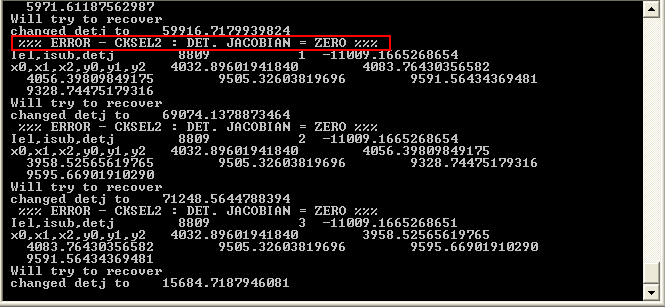 5971.61187562987
Will try to recover
changed detj to 59916.7179939824
%%% ERROR - CKSEL2 : DET. JACOBIAN = ZERO %%%
Iel,isub,detj 8809 1 -11009.1665268654
x0,x1,x2,y0,y1,y2 4032.89601941840 4083.76430356582
4056.39809849175 9505.32603819696 9591.56434369481
9328.74475179316
Will try to recover
changed detj to 69074.1378873464
%%% ERROR - CKSEL2 : DET. JACOBIAN = ZERO %%%
Iel,isub,detj 8809 2 -11009.1665268654
x0,x1,x2,y0,y1,y2 4032.89601941840 4056.39809849175
3958.52565619765 9505.32603819696 9328.74475179316
9595.66901910290
Will try to recover
changed detj to 71248.5644788394
%%% ERROR - CKSEL2 : DET. JACOBIAN = ZERO %%%
Iel,isub,detj 8809 3 -11009.1665268651
x0,x1,x2,y0,y1,y2 4032.89601941840 3958.52565619765
4083.76430356582 9505.32603819696 9595.66901910290
9591.56434369481
Will try to recover
changed detj to 15684.7187946081